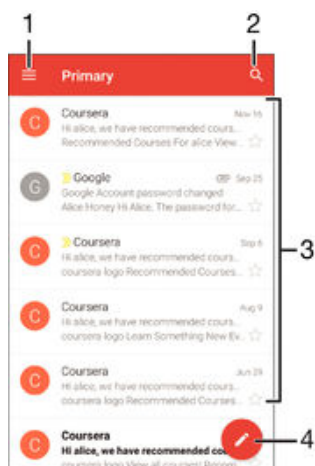 1
2
Primary
C
Coursera
Nov 16
Hi alice, we have recommended cours...
Recommended Courses For alice View...
G
Google
Sep 25
Google Account password changed
Alice Honey Hi Alice, The password for...
C
Coursera
Sep 6
Hi alice, we have recommended cours...
coursera logo Recommended Courses...
3
C
Coursera
Aug 9
Hi alice, we have recommended cours...
coursera logo Learn Something New Ev...
C
Coursera
Jun 29
Hi alice, we have recommended cours...
coursera logo Recommended Courses...
C
Coursera
Hi alice, we have recommended cou
4
coursera logo View all courses!